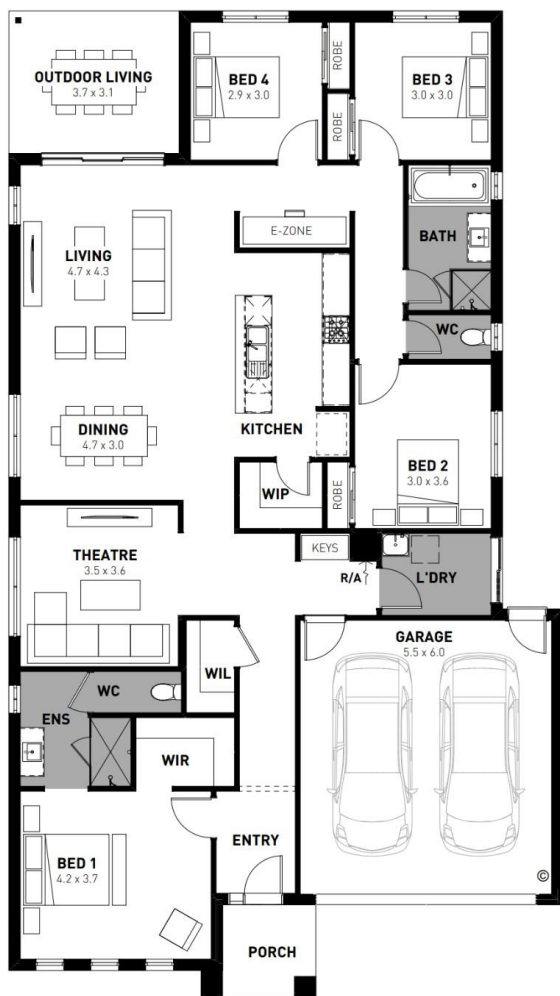 OUTDOOR LIVING
3.7 x 3.1
BED 4
2.9 x 3.0
ROBE
ROBE
BED 3
3.0 x 3.0
E-ZONE
BATH
LIVING
4.7 x 4.3
WC
DINING
4.7 x 3.0
KITCHEN
BED 2
3.0 x 3.6
WIP
ROBE
THEATRE
3.5 x 3.6
KEYS
R/A
L'DRY
GARAGE
5.5 x 6.0
WIL
WC
ENS
WIR
BED 1
4.2 x 3.7
ENTRY
©
PORCH